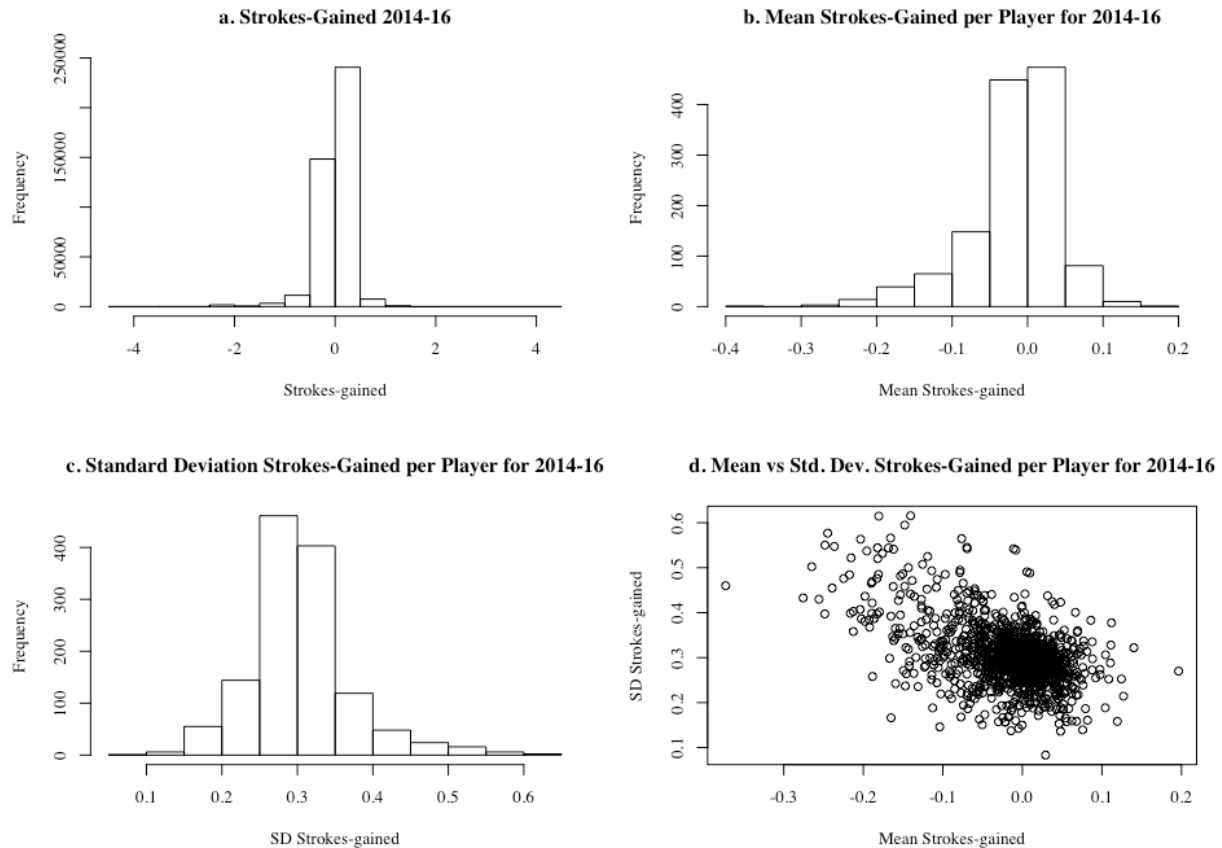 a. Strokes-Gained 2014-16
Frequency
250000
150000
50000
0
-4 -2 0 2 4
Strokes-gained
b. Mean Strokes-Gained per Player for 2014-16
Frequency
400
300
200
100
0
-0.4 -0.3 -0.2 -0.1 0.0 0.1 0.2
Mean Strokes-gained
c. Standard Deviation Strokes-Gained per Player for 2014-16
Frequency
400
300
200
100
0
0.1 0.2 0.3 0.4 0.5 0.6
SD Strokes-gained
d. Mean vs Std. Dev. Strokes-Gained per Player for 2014-16
SD Strokes-gained
0.6
0.5
0.4
0.3
0.2
0.1
-0.3 -0.2 -0.1 0.0 0.1 0.2
Mean Strokes-gained